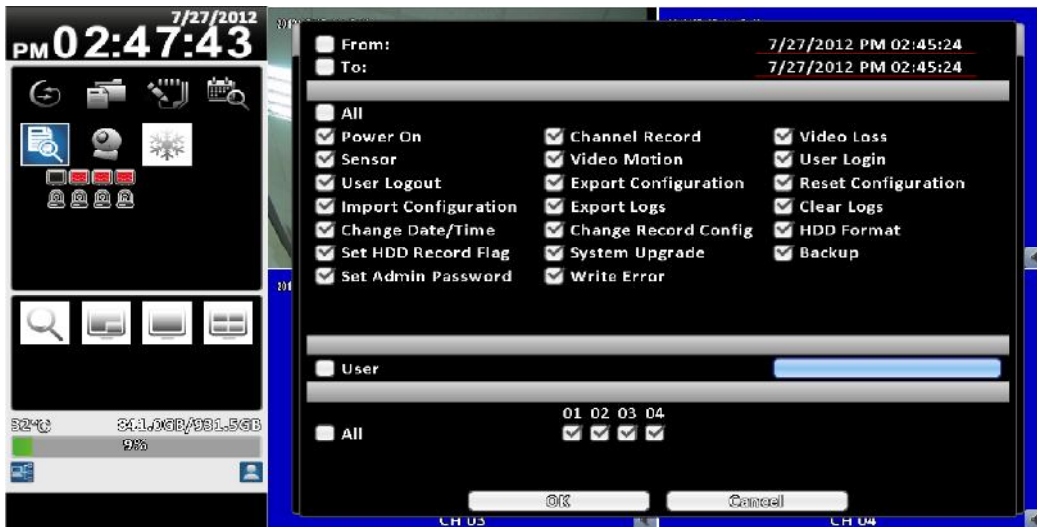 7/27/2012
PM 02:47:43
From: 7/27/2012 PM 02:45:24
To: 7/27/2012 PM 02:45:24
All
Power On Channel Record Video Loss
Sensor Video Motion User Login
User Logout Export Configuration Reset Configuration
Import Configuration Export Logs Clear Logs
Change Date/Time Change Record Config HDD Format
Set HDD Record Flag System Upgrade Backup
Set Admin Password Write Error
User
01 02 03 04
All
32°C 841.0GB/931.5GB
9%
OK Cancel
CH 03 CH 04